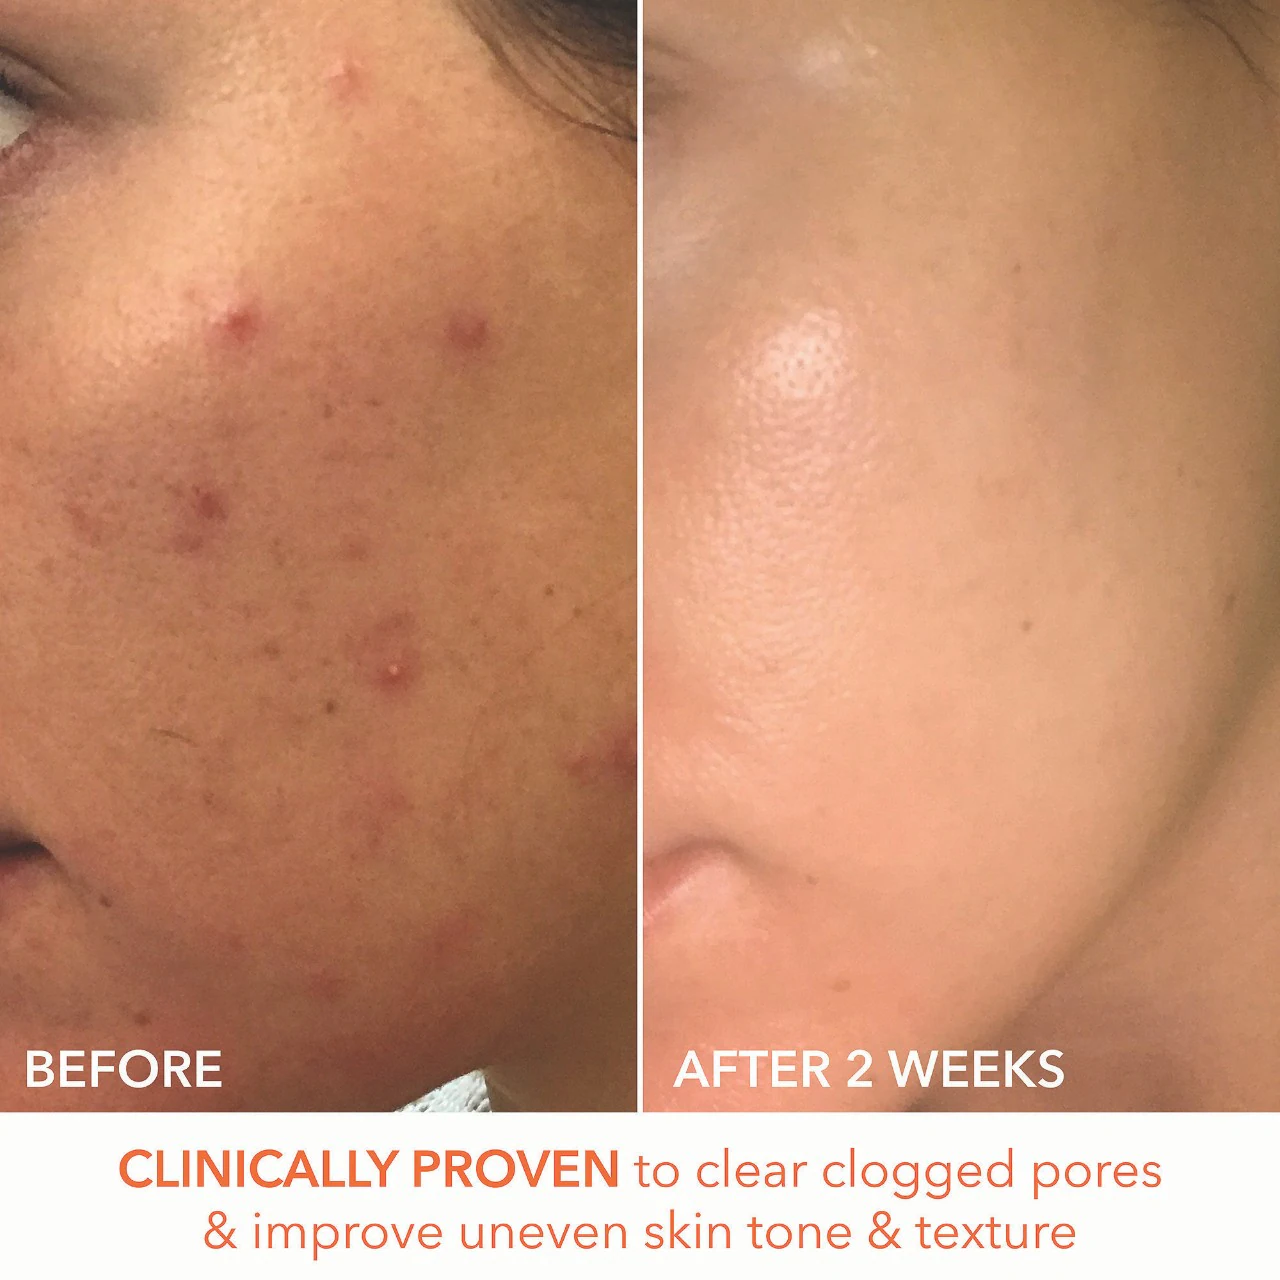 BEFORE
AFTER 2 WEEKS
CLINICALLY PROVEN to clear clogged pores
& improve uneven skin tone & texture